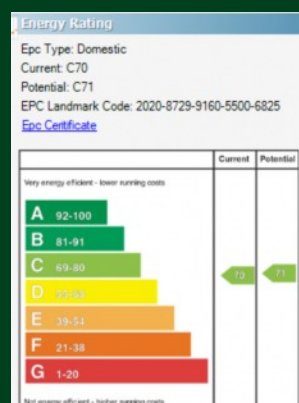 Energy Rating
Epc Type: Domestic
Current: C70
Potential: C71
EPC Landmark Code: 2020-8729-9160-5500-6825
Epc Certificate
Current Potential
Very energy efficient - lower running costs
A 92-100
B 81-91
C 69-80
D
E 39-54
F 21-38
G 1-20
71
Not energy efficient - higher running costs